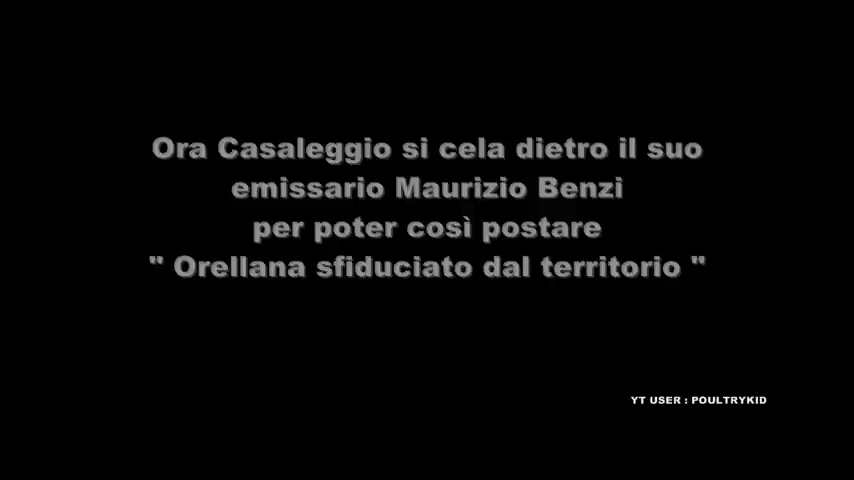 Ora Casaleggio si cela dietro il suo
emissario Maurizio Benzi
per poter così postare
" Orellana sfiduciato dal territorio "
YT USER : POULTRYKID